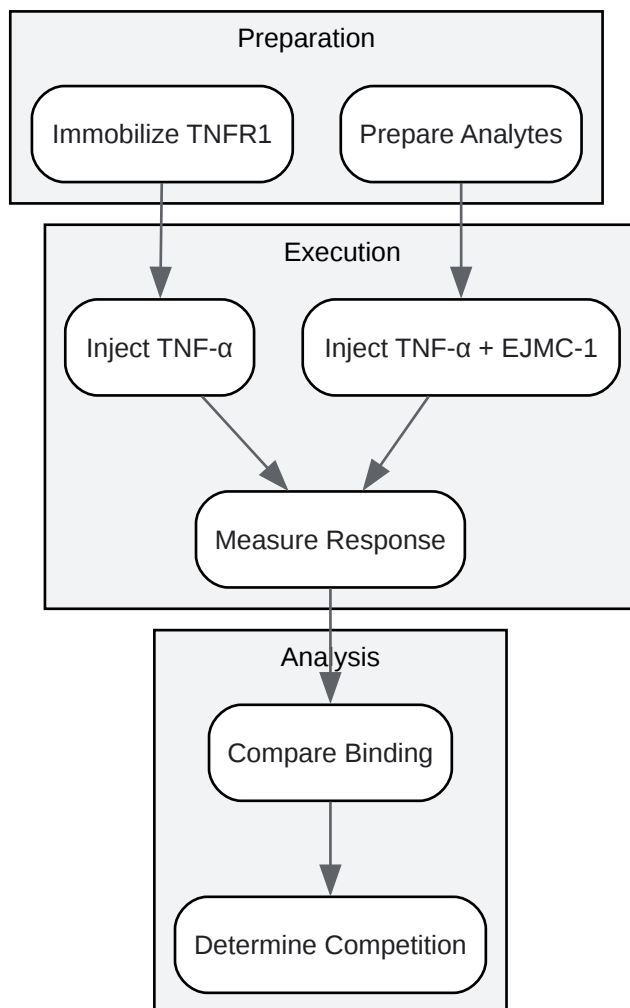 Preparation
Immobilize TNFR1
Prepare Analytes
Execution
Inject TNF-α
Inject TNF-α + EJMC-1
Measure Response
Analysis
Compare Binding
Determine Competition